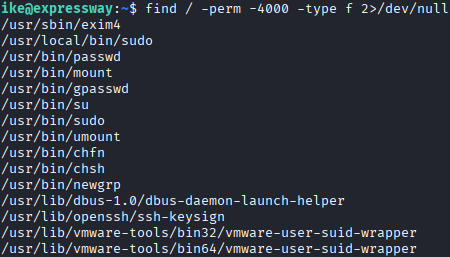 ike@expressway:~$ find / -perm -4000 -type f 2>/dev/null
/usr/sbin/exim4
/usr/local/bin/sudo
/usr/bin/passwd
/usr/bin/mount
/usr/bin/gpasswd
/usr/bin/su
/usr/bin/sudo
/usr/bin/umount
/usr/bin/chfn
/usr/bin/chsh
/usr/bin/newgrp
/usr/lib/dbus-1.0/dbus-daemon-launch-helper
/usr/lib/openssh/ssh-keysign
/usr/lib/vmware-tools/bin32/vmware-user-suid-wrapper
/usr/lib/vmware-tools/bin64/vmware-user-suid-wrapper